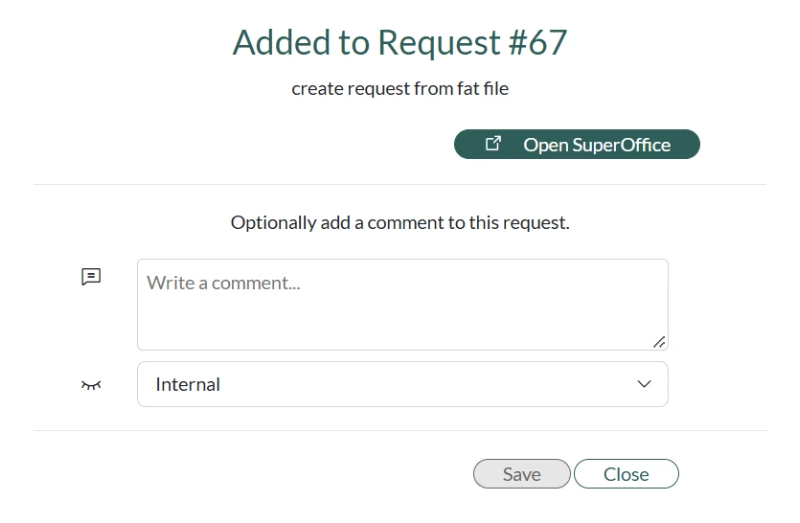 Added to Request #67
create request from fat file
Open SuperOffice
Optionally add a comment to this request.
Write a comment...
Internal
Save
Close